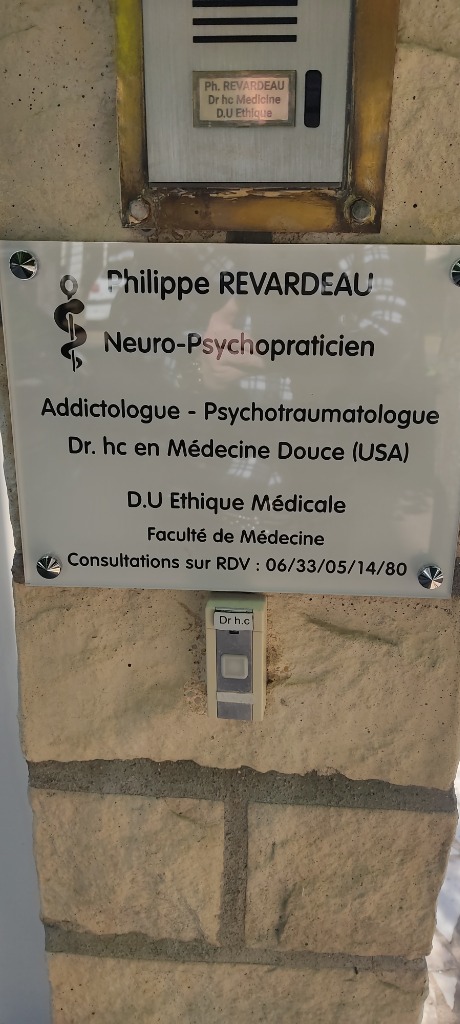 Ph. REVARDEAU
Dr hc Medicine
D.U Ethique
Philippe REVARDEAU
Neuro-Psychopraticien
Addictologue - Psychotraumatologue
Dr. hc en Médecine Douce (USA)
D.U Ethique Médicale
Faculté de Médecine
Consultations sur RDV : 06/33/05/14/80
Dr h.c